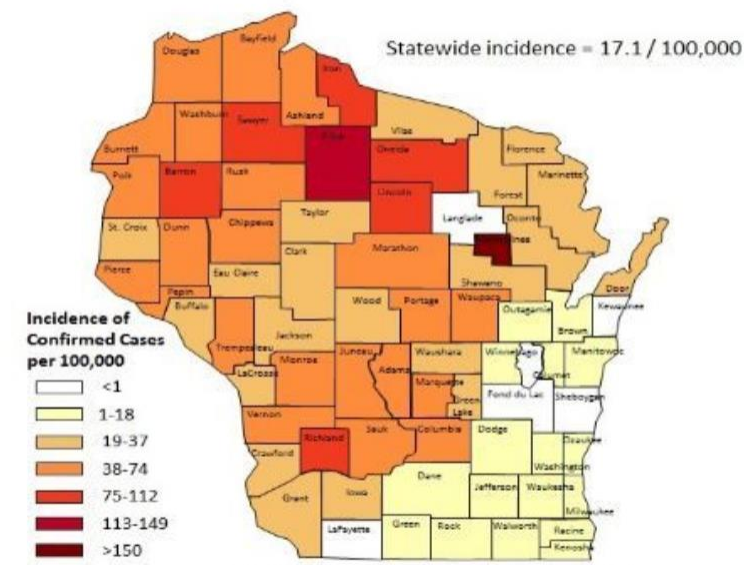 Statewide incidence = 17.1 / 100,000
Bayfield
Douglas
Iron
Washburn
Sawyer
Ashland
Vilas
Burnett
Oneida
Florence
Polk
Barron
Rusk
Marinette
Lincoln
Forest
Langlade
Oconto
Taylor
St. Croix
Dunn
Chippewa
Marathon
Clark
Pierce
Eau Claire
Shawano
Door
Pepin
Buffalo
Wood
Portage
Waupaca
Outagamie
Kewaunee
Brown
Jackson
Trempealeau
Monroe
Juneau
Adams
Waushara
Winnebago
Manitowoc
Calumet
LaCrosse
Marquette
Green
Lake
Fond du Lac
Sheboygan
Vernon
Richland
Sauk
Columbia
Dodge
Ozaukee
Crawford
Washington
Dane
Grant
Iowa
Jefferson
Waukesha
Milwaukee
LaFayette
Green
Rock
Walworth
Racine
Kenosha
Incidence of
Confirmed Cases
per 100,000
<1
1-18
19-37
38-74
75-112
113-149
>150